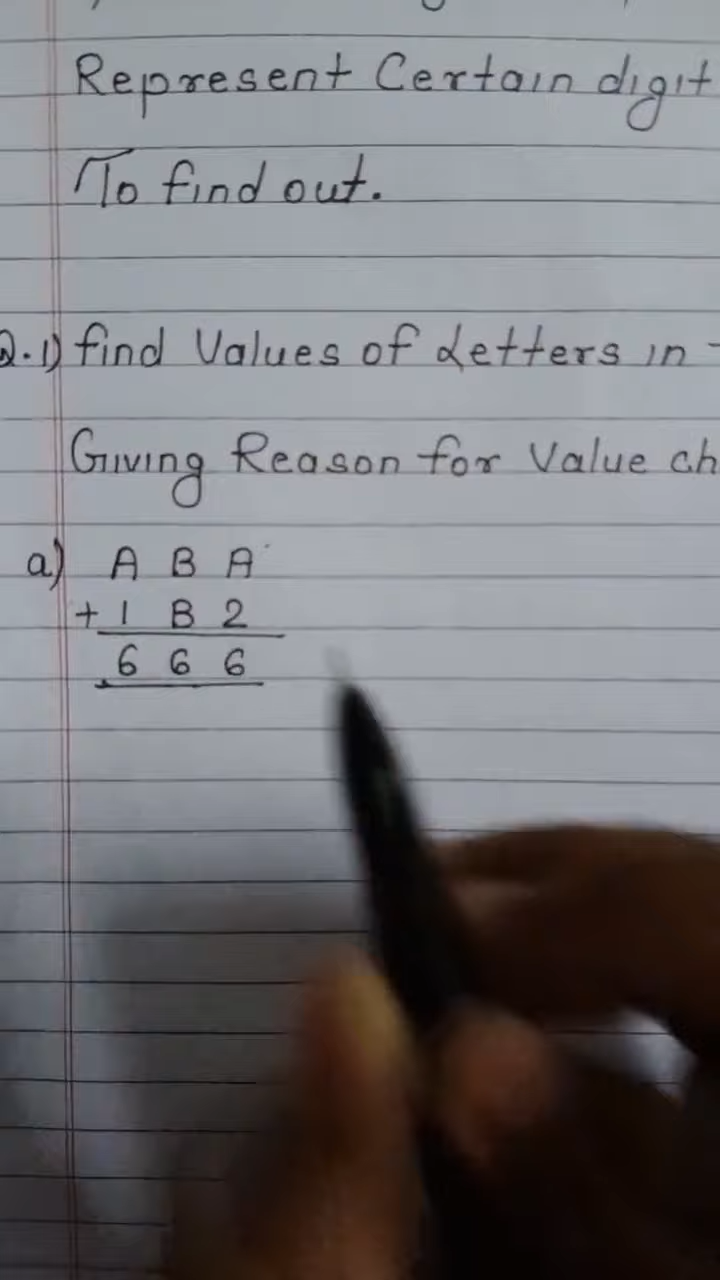 Represent Certain digit
To find out.
Q.1) find Values of Letters in
Giving Reason for Value ch
a) A B A
+ 1 B 2
6 6 6